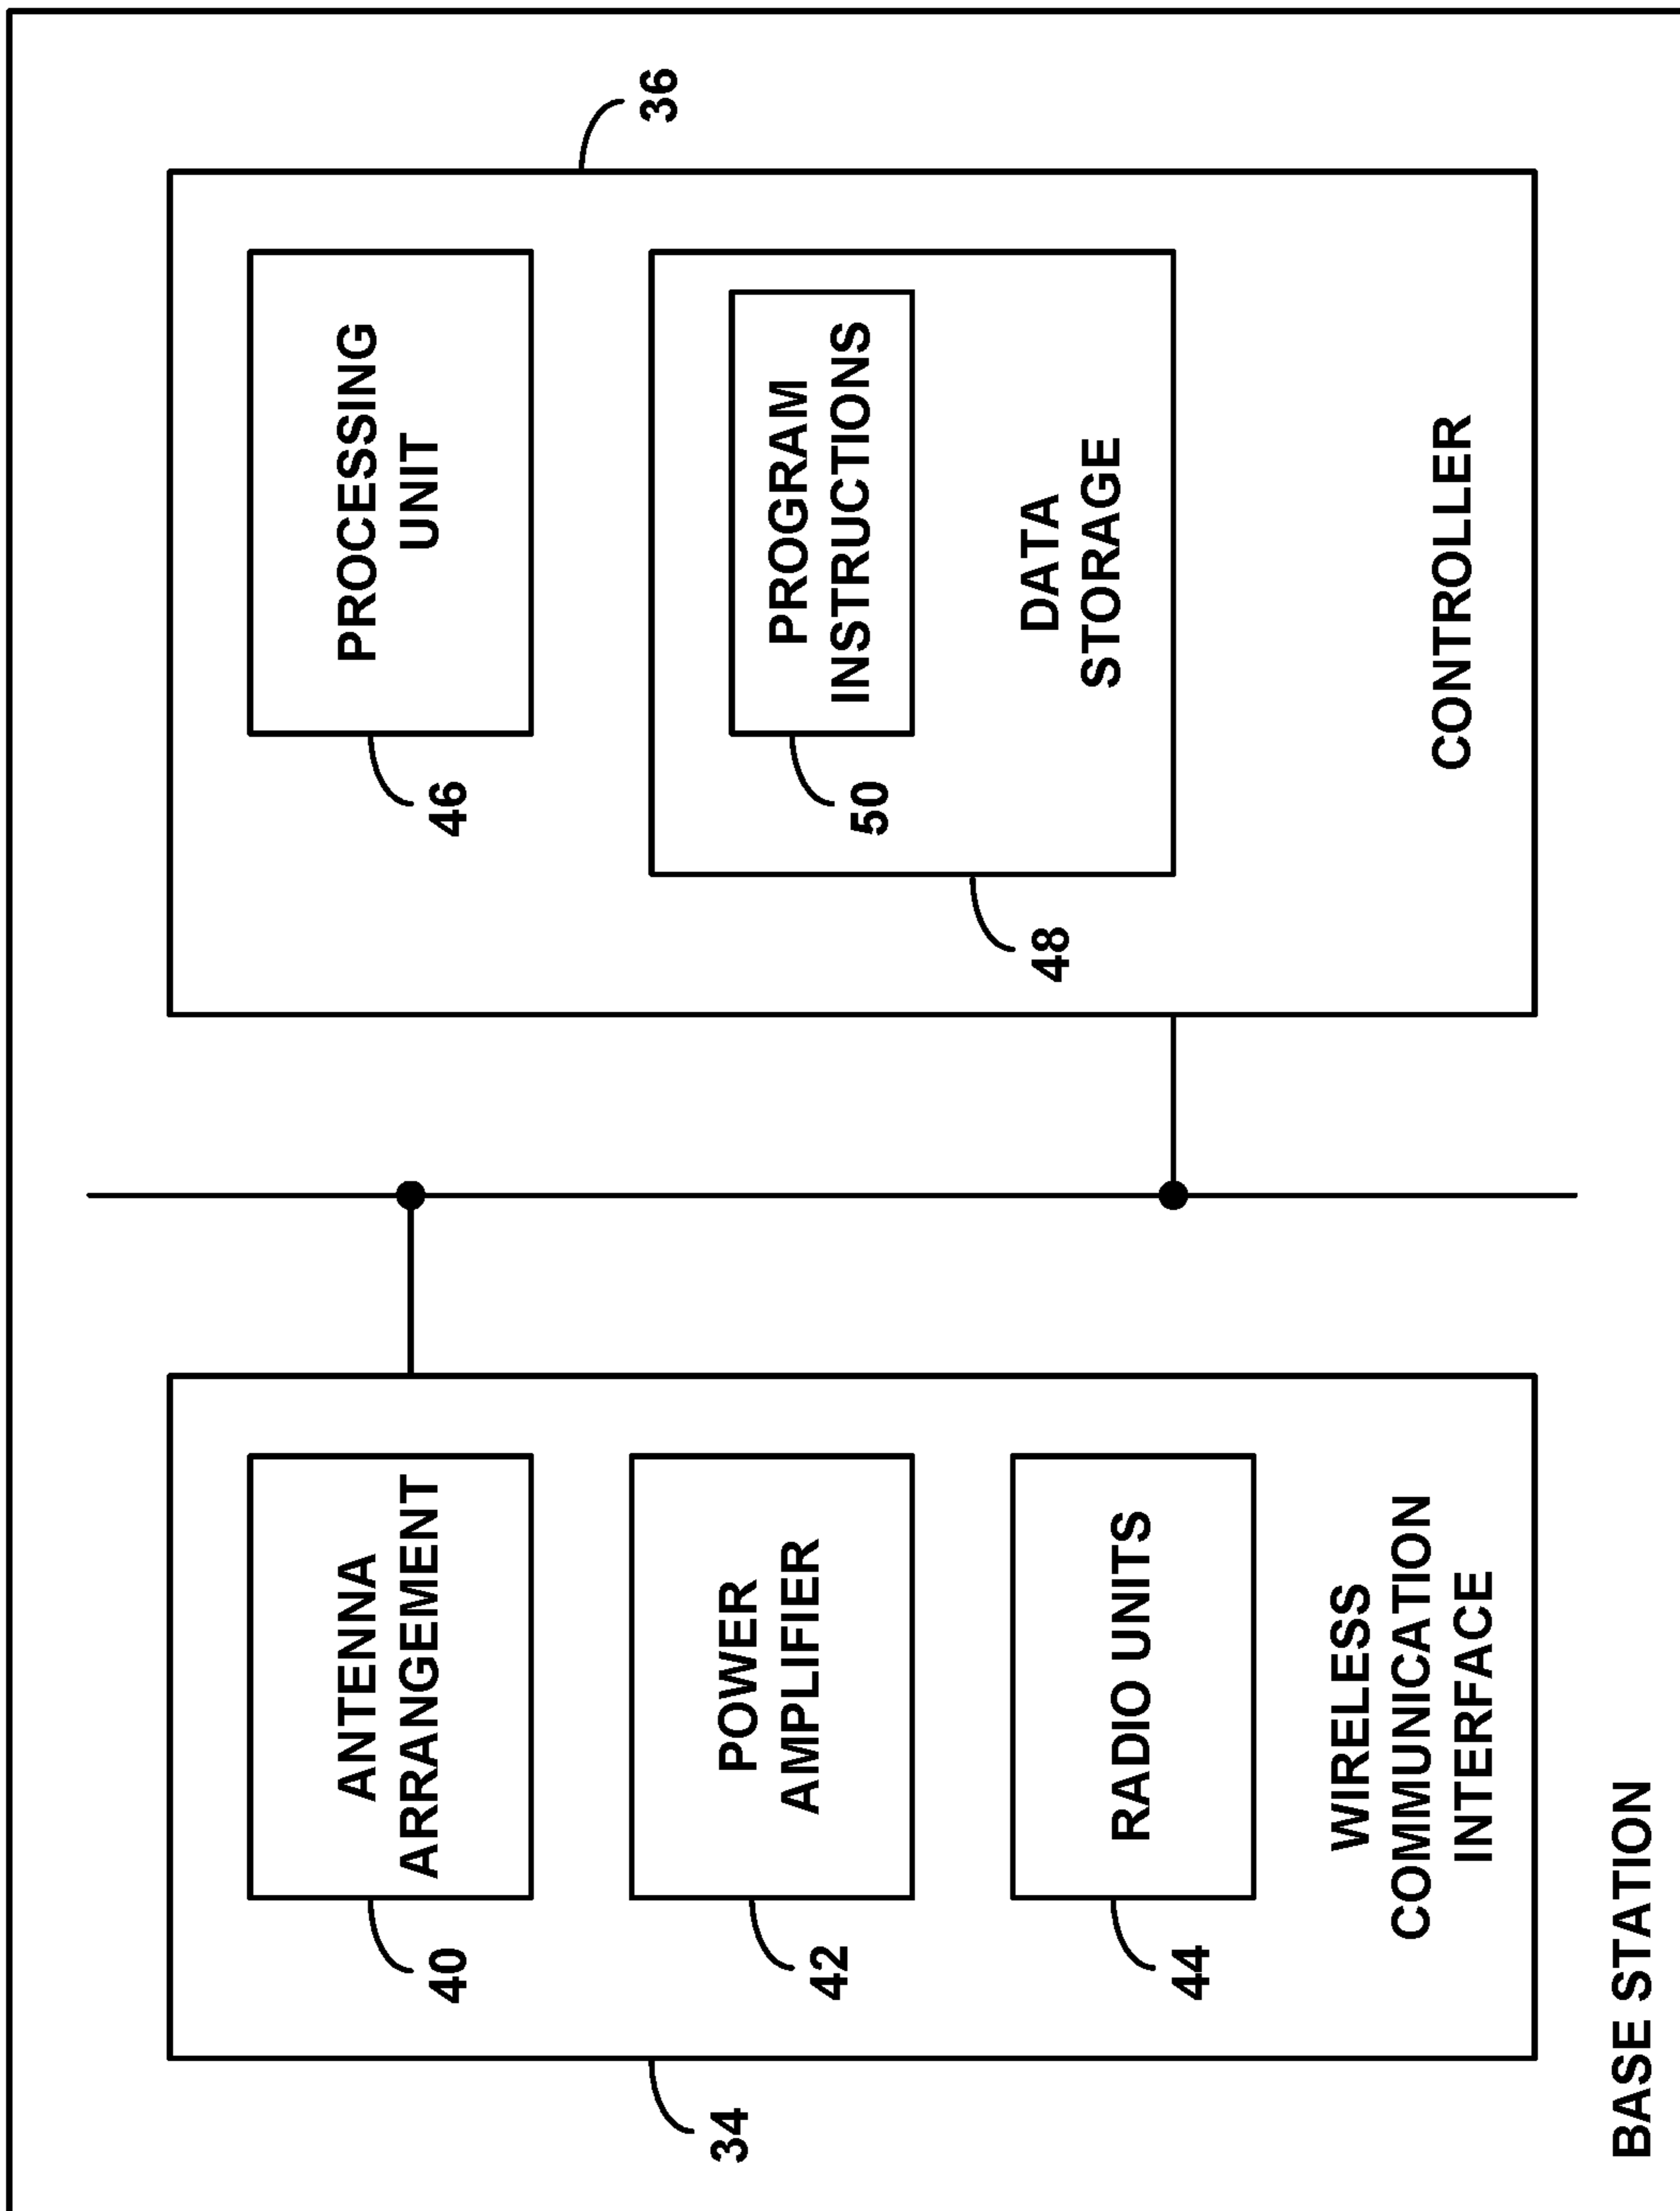 34
40
ANTENNA
ARRANGEMENT
42
POWER
AMPLIFIER
44
RADIO UNITS
WIRELESS
COMMUNICATION
INTERFACE
36
46
PROCESSING
UNIT
50
PROGRAM
INSTRUCTIONS
48
DATA
STORAGE
CONTROLLER
BASE STATION